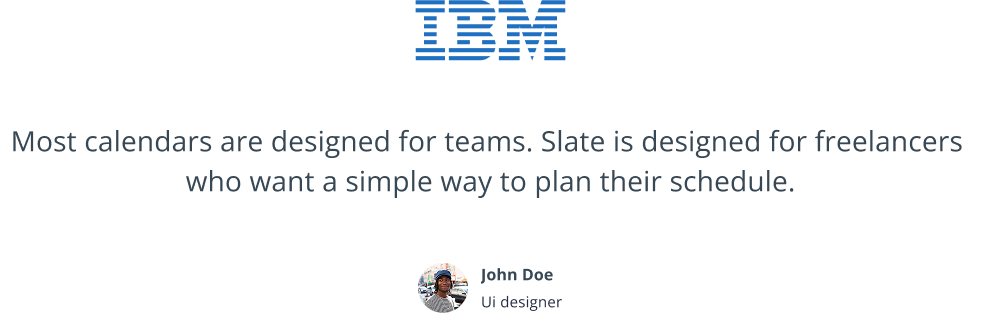 IBM
Most calendars are designed for teams. Slate is designed for freelancers
who want a simple way to plan their schedule.
John Doe
Ui designer